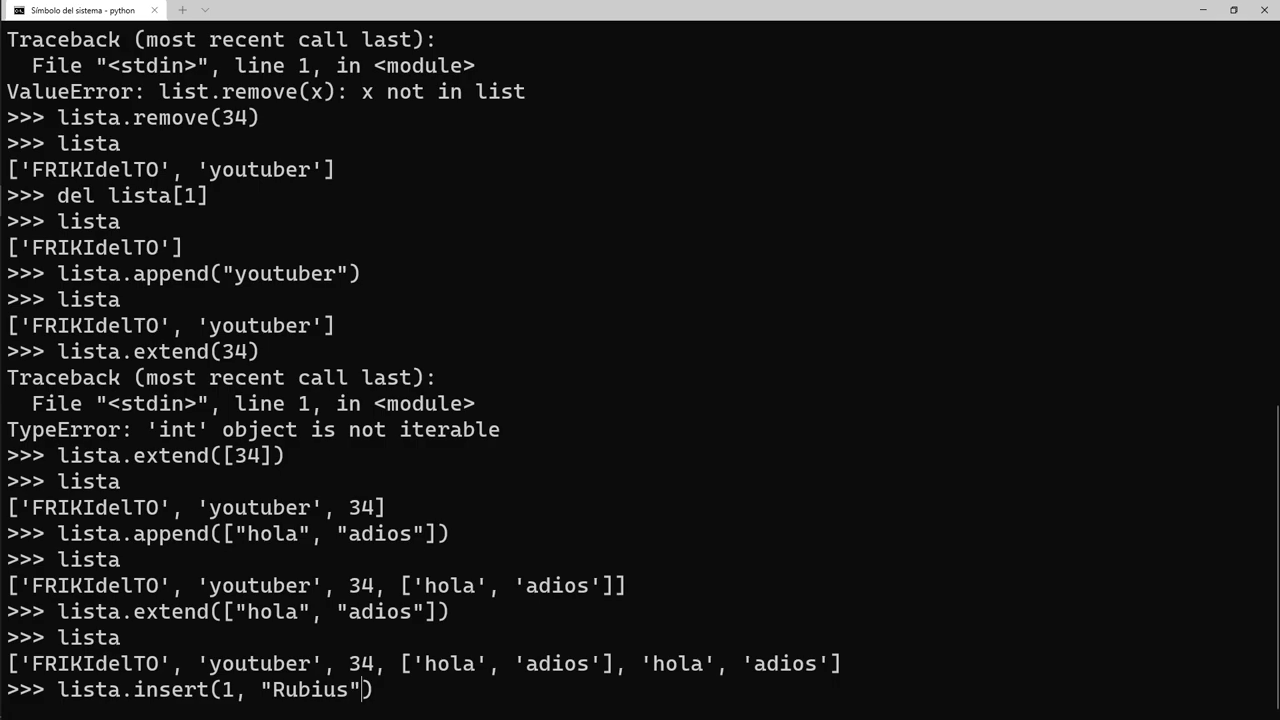 Símbolo del sistema - python
Traceback (most recent call last):
  File "<stdin>", line 1, in <module>
ValueError: list.remove(x): x not in list
>>> lista.remove(34)
>>> lista
['FRIKIdelTO', 'youtuber']
>>> del lista[1]
>>> lista
['FRIKIdelTO']
>>> lista.append("youtuber")
>>> lista
['FRIKIdelTO', 'youtuber']
>>> lista.extend(34)
Traceback (most recent call last):
  File "<stdin>", line 1, in <module>
TypeError: 'int' object is not iterable
>>> lista.extend([34])
>>> lista
['FRIKIdelTO', 'youtuber', 34]
>>> lista.append(["hola", "adios"])
>>> lista
['FRIKIdelTO', 'youtuber', 34, ['hola', 'adios']]
>>> lista.extend(["hola", "adios"])
>>> lista
['FRIKIdelTO', 'youtuber', 34, ['hola', 'adios'], 'hola', 'adios']
>>> lista.insert(1, "Rubius")